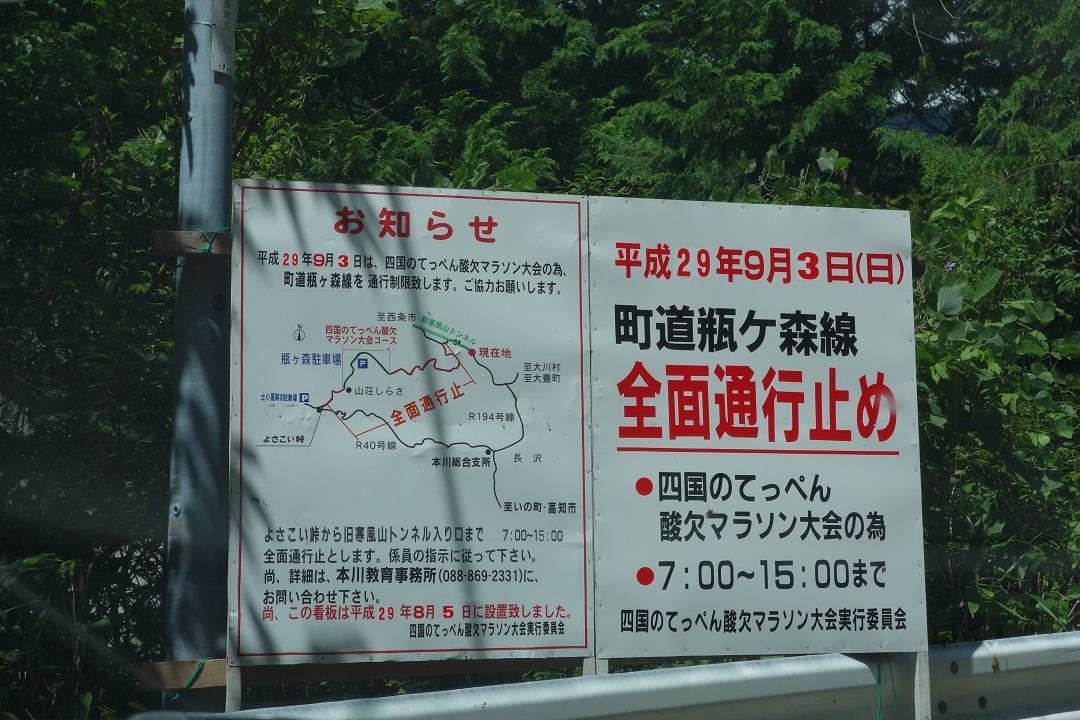 お知らせ
平成29年9月3日は、四国のてっぺん酸欠マラソン大会の為、
町道瓶ヶ森線を 通行制限致します。ご協力お願いします。
至西条市
新寒風山トンネル
四国のてっぺん酸欠
マラソン大会コース
N
現在地
瓶ヶ森駐車場
P
至大川村
至大豊町
山荘しらさ
P
全面通行止
R194号線
よさこい峠
R40号線
本川総合支所
長沢
至いの町・高知市
よさこい峠から旧寒風山トンネル入り口まで 7:00~15:00
全面通行止とします。係員の指示に従って下さい。
尚、詳細は、本川教育事務所(088-869-2331)に、
お問い合わせ下さい。
尚、この看板は平成29年8月5日に設置致しました。
四国のてっぺん酸欠マラソン大会実行委員会
平成29年9月3日(日)
町道瓶ケ森線
全面通行止め
●四国のてっぺん
酸欠マラソン大会の為
●7:00~15:00まで
四国のてっぺん酸欠マラソン大会実行委員会